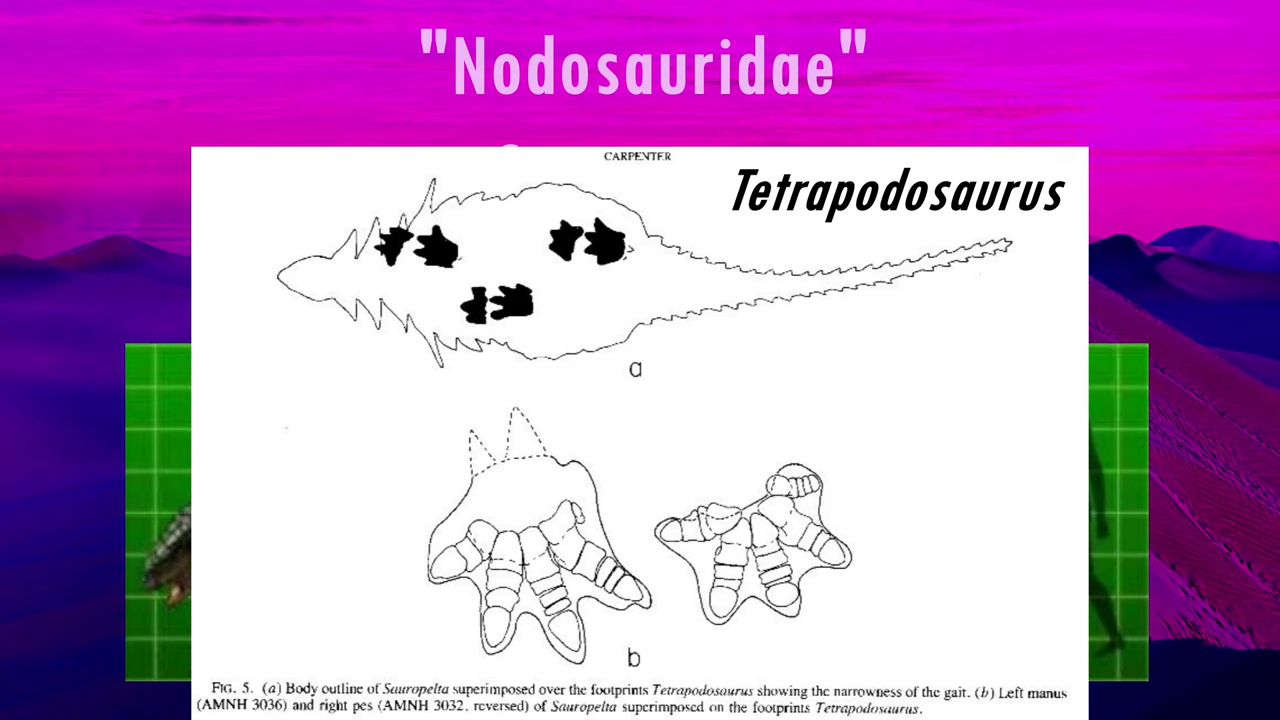 "Nodosauridae"
CARPENTER
Tetrapodosaurus
a
b
FIG. 5. (a) Body outline of Sauropelta superimposed over the footprints Tetrapodosaurus showing the narrowness of the gait. (b) Left manus
(AMNH 3036) and right pes (AMNH 3032, reversed) of Sauropelta superimposed on the footprints Tetrapodosaurus.